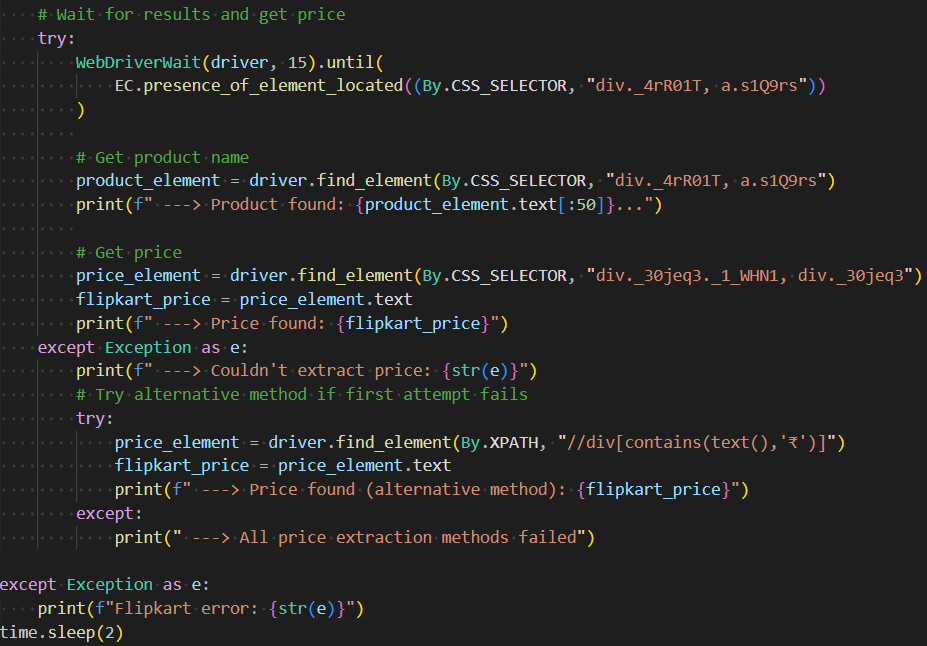 # Wait for results and get price
    try:
        WebDriverWait(driver, 15).until(
            EC.presence_of_element_located((By.CSS_SELECTOR, "div._4rR01T, a.s1Q9rs"))
        )

        # Get product name
        product_element = driver.find_element(By.CSS_SELECTOR, "div._4rR01T, a.s1Q9rs")
        print(f" ---> Product found: {product_element.text[:50]}...")

        # Get price
        price_element = driver.find_element(By.CSS_SELECTOR, "div._30jeq3._1_WHN1, div._30jeq3")
        flipkart_price = price_element.text
        print(f" ---> Price found: {flipkart_price}")
    except Exception as e:
        print(f" ---> Couldn't extract price: {str(e)}")
        # Try alternative method if first attempt fails
        try:
            price_element = driver.find_element(By.XPATH, "//div[contains(text(),'₹')]")
            flipkart_price = price_element.text
            print(f" ---> Price found (alternative method): {flipkart_price}")
        except:
            print(" ---> All price extraction methods failed")

except Exception as e:
    print(f"Flipkart error: {str(e)}")
time.sleep(2)